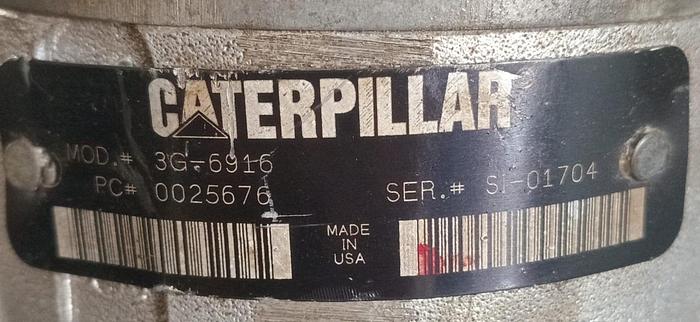 CATERPILLAR
MOD.# 3G-6916
PC# 0025676
SER.# SI-01704
MADE
IN
USA